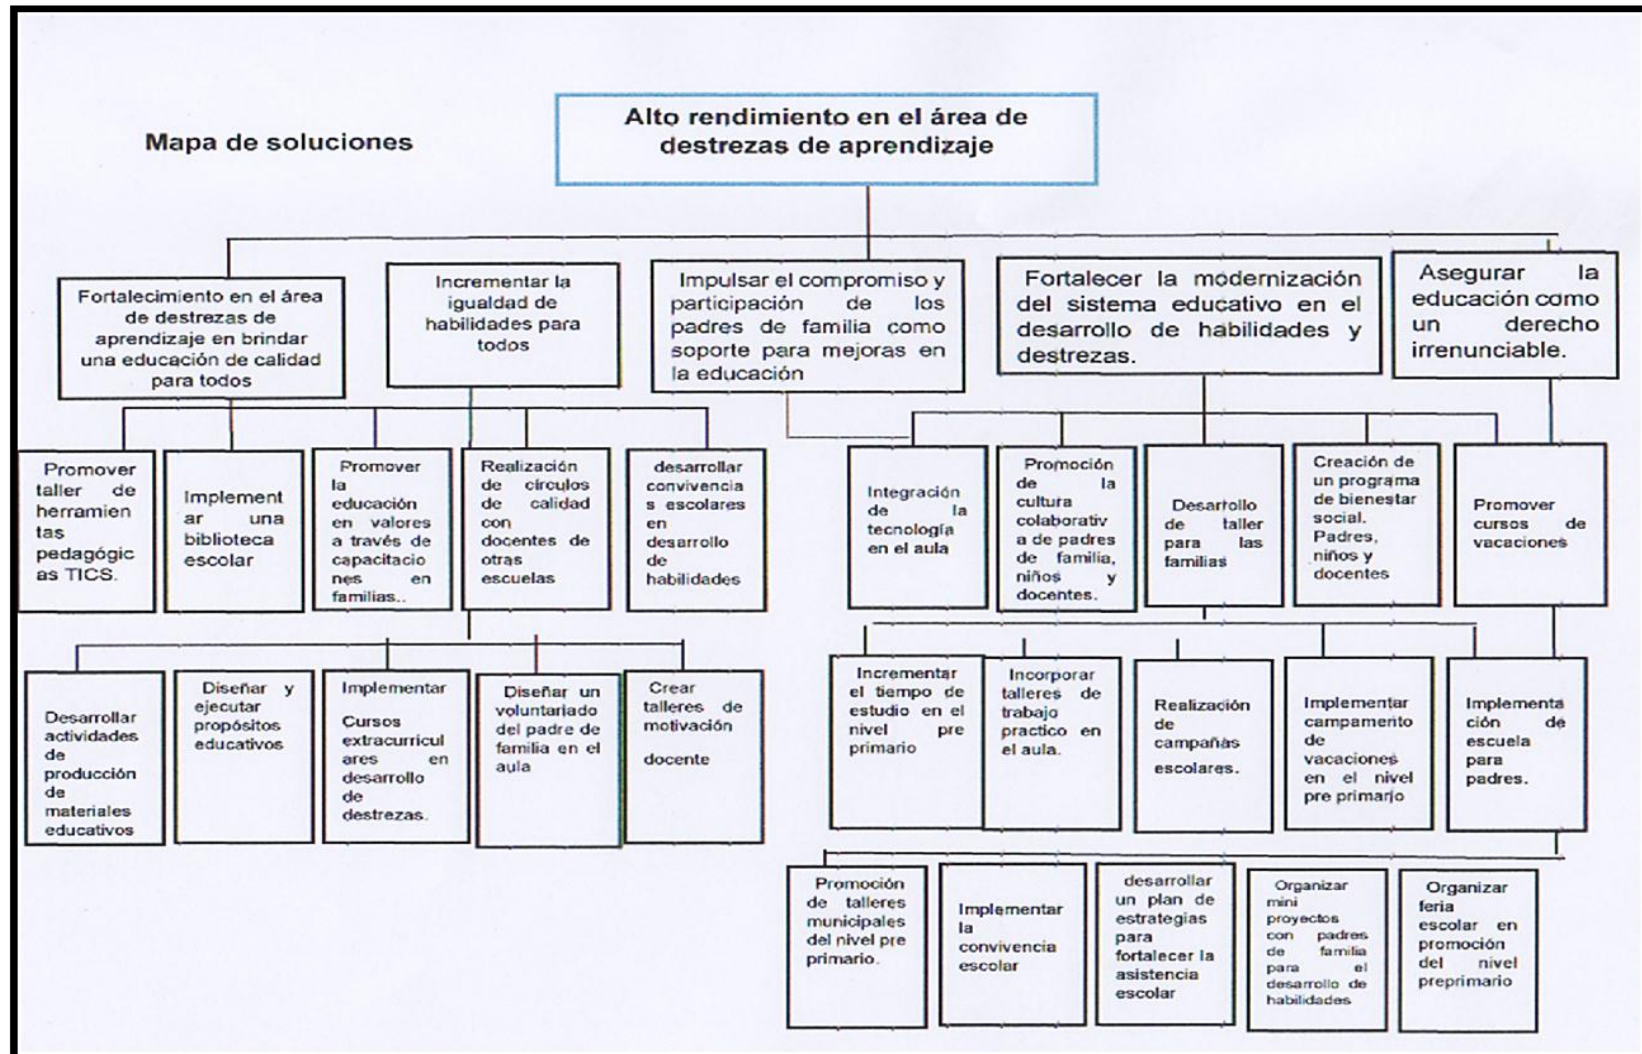 Mapa de soluciones
Alto rendimiento en el área de
destrezas de aprendizaje
Fortalecimiento en el área
de destrezas de
aprendizaje en brindar
una educación de calidad
para todos
Incrementar la
igualdad de
habilidades para
todos
Impulsar el compromiso y
participación de los
padres de familia como
soporte para mejoras en
la educación
Fortalecer la modernización
del sistema educativo en el
desarrollo de habilidades y
destrezas.
Asegurar la
educación como
un derecho
irrenunciable.
Promover
taller de
herramien
tas
pedagógic
as TICS.
Implement
ar una
biblioteca
escolar
Promover
la
educación
en valores
a través de
capacitacio
nes en
familias..
Realización
de círculos
de calidad
con
docentes de
otras
escuelas
desarrollar
convivencia
s escolares
en
desarrollo
de
habilidades
Integración
de la
tecnología
en el aula
Promoción
de la
cultura
colaborativ
a de padres
de familia,
niños y
docentes.
Desarrollo
de taller
para las
familias
Creación de
un programa
de bienestar
social.
Padres,
niños y
docentes
Promover
cursos de
vacaciones
Desarrollar
actividades
de
producción
de
materiales
educativos
Diseñar y
ejecutar
propósitos
educativos
Implementar
Cursos
extracurricul
ares en
desarrollo
de
destrezas.
Diseñar un
voluntariado
del padre de
familia en el
aula
Crear
talleres de
motivación
docente
Incrementar
el tiempo de
estudio en el
nivel pre
primario
Incorporar
talleres de
trabajo
practico en
el aula.
Realización
de
campañas
escolares.
Implementar
campamento
de
vacaciones
en el nivel
pre primario
Implementa
ción de
escuela
para
padres.
Promoción
de talleres
municipales
del nivel pre
primario.
Implementar
la
convivencia
escolar
desarrollar
un plan de
estrategias
para
fortalecer la
asistencia
escolar
Organizar
mini
proyectos
con padres
de familia
para el
desarrollo de
habilidades
Organizar
feria
escolar en
promoción
del nivel
preprimario